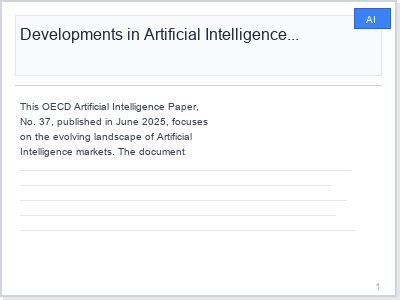 AI
Developments in Artificial Intelligence...
This OECD Artificial Intelligence Paper,
No. 37, published in June 2025, focuses
on the evolving landscape of Artificial
Intelligence markets. The document
1